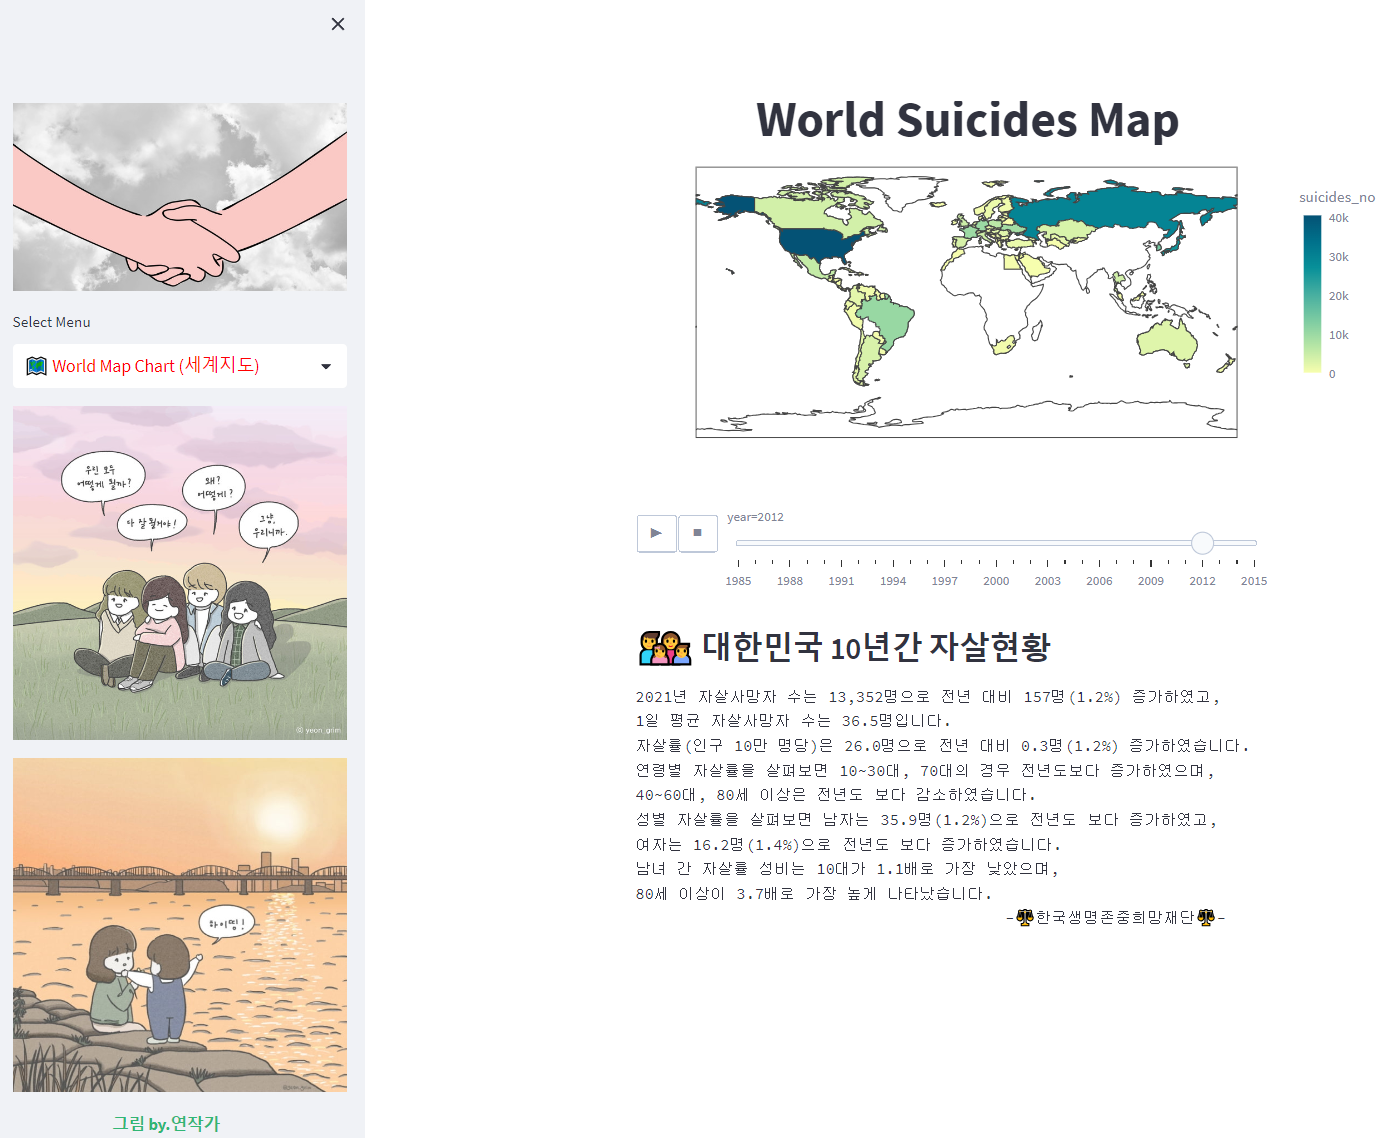 Select Menu
World Map Chart (세계지도)
우린 모두
어떻게 될까?
다 잘 될거야!
왜?
어떻게?
그냥,
우리니까.
© yeon_grim
와이띵!
그림 by.연작가
World Suicides Map
suicides_no
40k
30k
20k
10k
0
year=2012
1985 1988 1991 1994 1997 2000 2003 2006 2009 2012 2015
대한민국 10년간 자살현황
2021년 자살사망자 수는 13,352명으로 전년 대비 157명(1.2%) 증가하였고,
1일 평균 자살사망자 수는 36.5명입니다.
자살률(인구 10만 명당)은 26.0명으로 전년 대비 0.3명(1.2%) 증가하였습니다.
연령별 자살률을 살펴보면 10~30대, 70대의 경우 전년도보다 증가하였으며,
40~60대, 80세 이상은 전년도 보다 감소하였습니다.
성별 자살률을 살펴보면 남자는 35.9명(1.2%)으로 전년도 보다 증가하였고,
여자는 16.2명(1.4%)으로 전년도 보다 증가하였습니다.
남녀 간 자살률 성비는 10대가 1.1배로 가장 낮았으며,
80세 이상이 3.7배로 가장 높게 나타났습니다.
-한국생명존중희망재단-